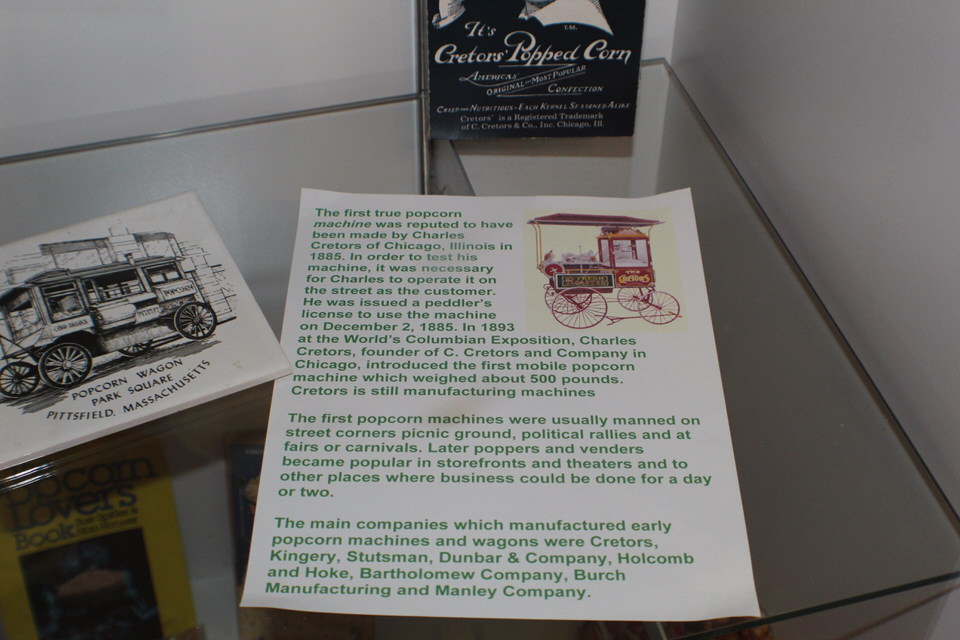 It's
T.M.
Cretors' Popped Corn
AMERICA'S
ORIGINAL AND MOST POPULAR
CONFECTION
CRISP AND NUTRITIOUS - EACH KERNEL SEASONED ALIKE
Cretors' is a Registered Trademark
of C. Cretors & Co., Inc. Chicago, Ill.
The first true popcorn
machine was reputed to have
been made by Charles
Cretors of Chicago, Illinois in
1885. In order to test his
machine, it was necessary
for Charles to operate it on
the street as the customer.
He was issued a peddler's
license to use the machine
on December 2, 1885. In 1893
at the World's Columbian Exposition, Charles
Cretors, founder of C. Cretors and Company in
Chicago, introduced the first mobile popcorn
machine which weighed about 500 pounds.
Cretors is still manufacturing machines
The first popcorn machines were usually manned on
street corners picnic ground, political rallies and at
fairs or carnivals. Later poppers and venders
became popular in storefronts and theaters and to
other places where business could be done for a day
or two.
The main companies which manufactured early
popcorn machines and wagons were Cretors,
Kingery, Stutsman, Dunbar & Company, Holcomb
and Hoke, Bartholomew Company, Burch
Manufacturing and Manley Company.
THE
CRETORS
POPCORN
POPCORN WAGON
PARK SQUARE
PITTSFIELD, MASSACHUSETTS
Popcorn
Lover's
Book